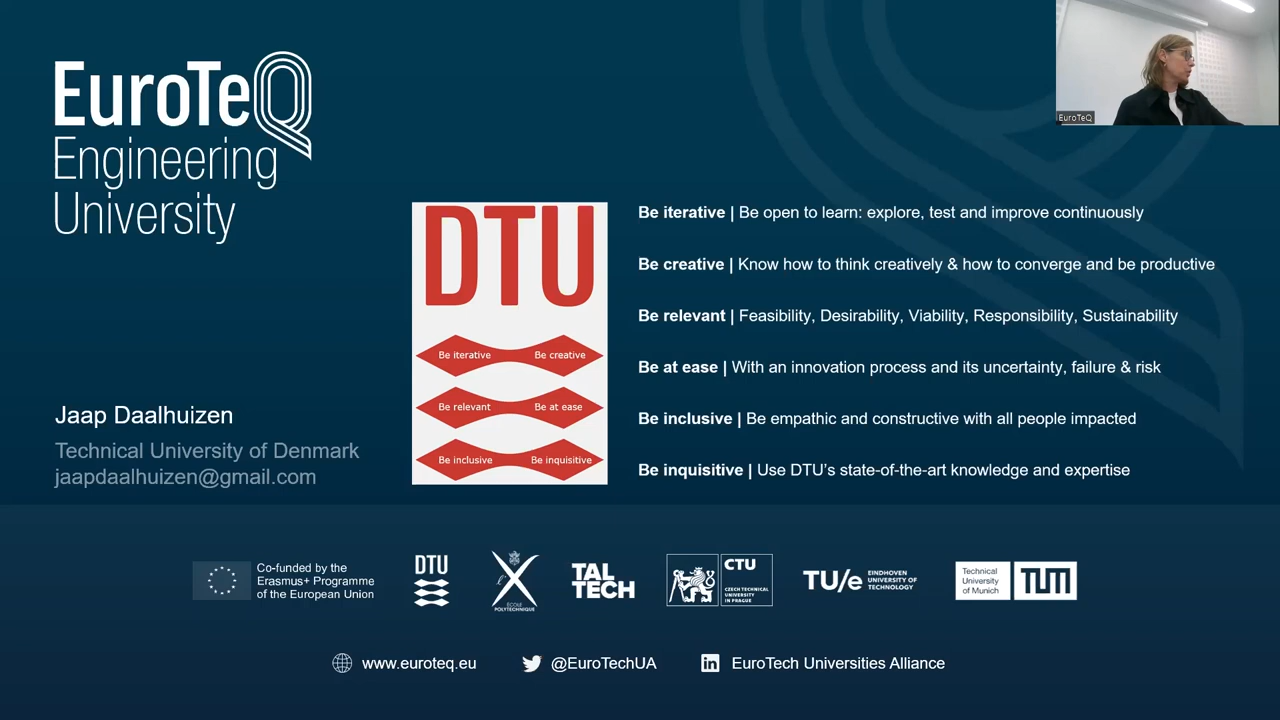 EuroTeQ
Engineering
University
EuroTeQ
DTU
Be iterative Be creative
Be relevant Be at ease
Be inclusive Be inquisitive
Be iterative | Be open to learn: explore, test and improve continuously
Be creative | Know how to think creatively & how to converge and be productive
Be relevant | Feasibility, Desirability, Viability, Responsibility, Sustainability
Be at ease | With an innovation process and its uncertainty, failure & risk
Be inclusive | Be empathic and constructive with all people impacted
Be inquisitive | Use DTU's state-of-the-art knowledge and expertise
Jaap Daalhuizen
Technical University of Denmark
jaapdaalhuizen@gmail.com
Co-funded by the
Erasmus+ Programme
of the European Union
DTU
ÉCOLE
POLYTECHNIQUE
TAL
TECH
CTU
CZECH TECHNICAL
UNIVERSITY
IN PRAGUE
TU/e
EINDHOVEN
UNIVERSITY OF
TECHNOLOGY
Technical
University
of Munich
TUM
www.euroteq.eu
@EuroTechUA
in
EuroTech Universities Alliance